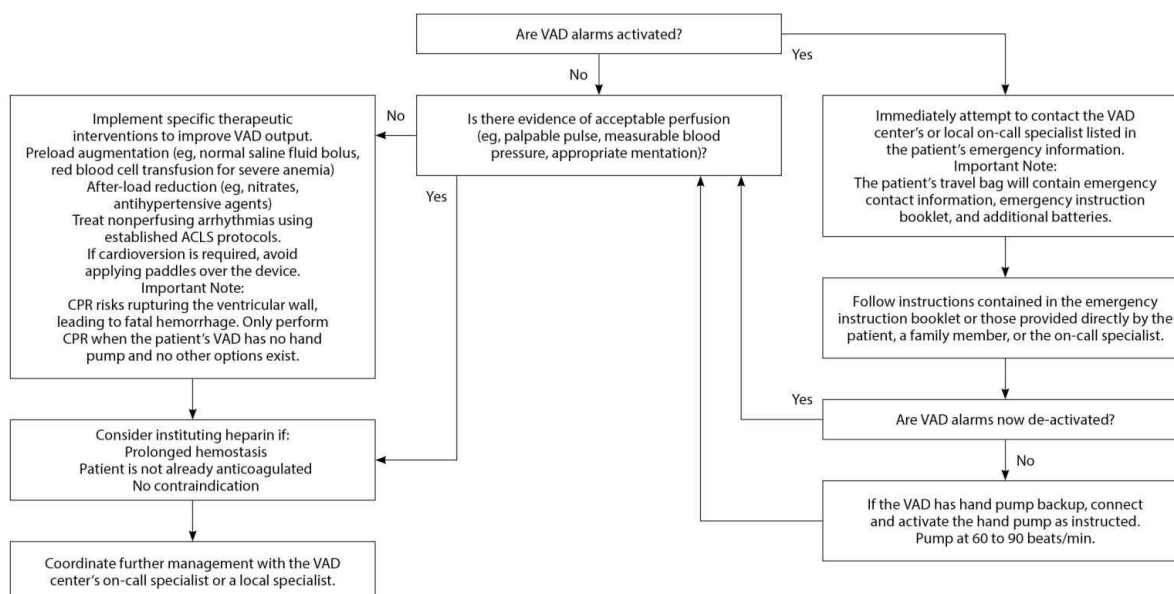 Are VAD alarms activated?
Yes
No
Implement specific therapeutic
interventions to improve VAD output.
Preload augmentation (eg, normal saline fluid bolus,
red blood cell transfusion for severe anemia)
After-load reduction (eg, nitrates,
antihypertensive agents)
Treat nonperfusing arrhythmias using
established ACLS protocols.
If cardioversion is required, avoid
applying paddles over the device.
Important Note:
CPR risks rupturing the ventricular wall,
leading to fatal hemorrhage. Only perform
CPR when the patient's VAD has no hand
pump and no other options exist.
No
Is there evidence of acceptable perfusion
(eg, palpable pulse, measurable blood
pressure, appropriate mentation)?
Yes
Immediately attempt to contact the VAD
center's or local on-call specialist listed in
the patient's emergency information.
Important Note:
The patient's travel bag will contain emergency
contact information, emergency instruction
booklet, and additional batteries.
Follow instructions contained in the emergency
instruction booklet or those provided directly by the
patient, a family member, or the on-call specialist.
Yes
Are VAD alarms now de-activated?
No
Consider instituting heparin if:
Prolonged hemostasis
Patient is not already anticoagulated
No contraindication
If the VAD has hand pump backup, connect
and activate the hand pump as instructed.
Pump at 60 to 90 beats/min.
Coordinate further management with the VAD
center's on-call specialist or a local specialist.